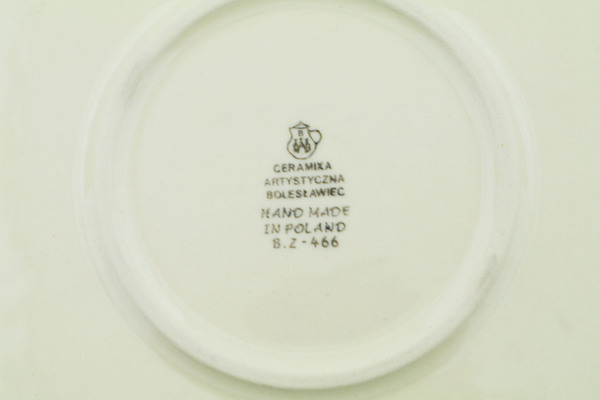 B
CERAMIKA
ARTYSTYCZNA
BOLESŁAWIEC
HAND MADE
IN POLAND
B.Z-466